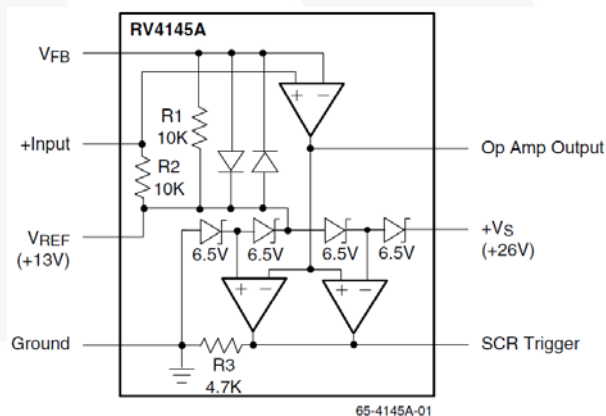 RV4145A
VFB
+ −
R1
10K
+Input
Op Amp Output
R2
10K
VREF
(+13V)
6.5V 6.5V 6.5V 6.5V
+VS
(+26V)
+ − + −
Ground
R3
4.7K
SCR Trigger
65-4145A-01